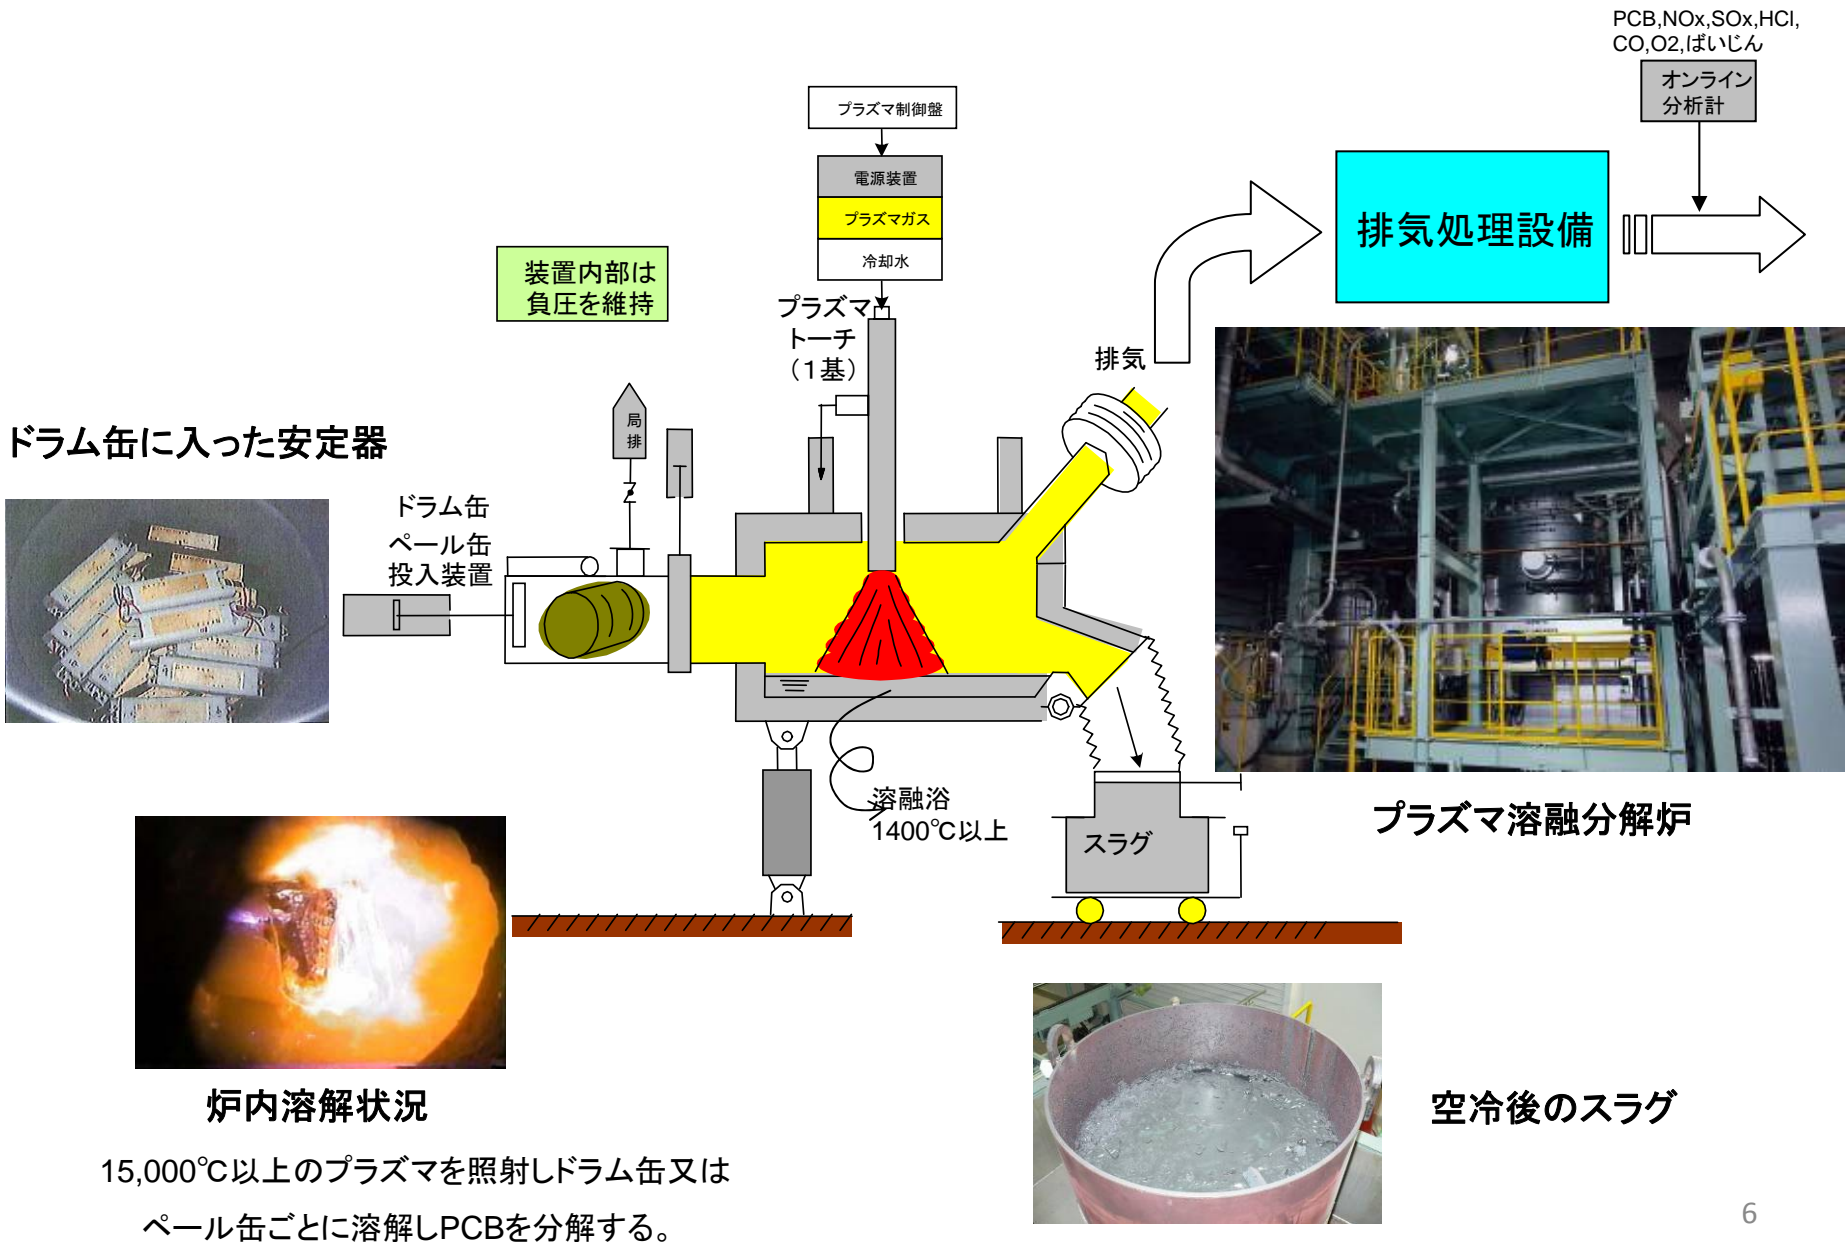 PCB,NOx,SOx,HCl,
CO,O2,ばいじん
オンライン
分析計
プラズマ制御盤
電源装置
プラズマガス
冷却水
排気処理設備
装置内部は
負圧を維持
プラズマ
トーチ
（1基）
排気
局
排
ドラム缶に入った安定器
ドラム缶
ペール缶
投入装置
溶融浴
1400℃以上
スラグ
プラズマ溶融分解炉
炉内溶解状況
空冷後のスラグ
15,000℃以上のプラズマを照射しドラム缶又は
ペール缶ごとに溶解しPCBを分解する。
6